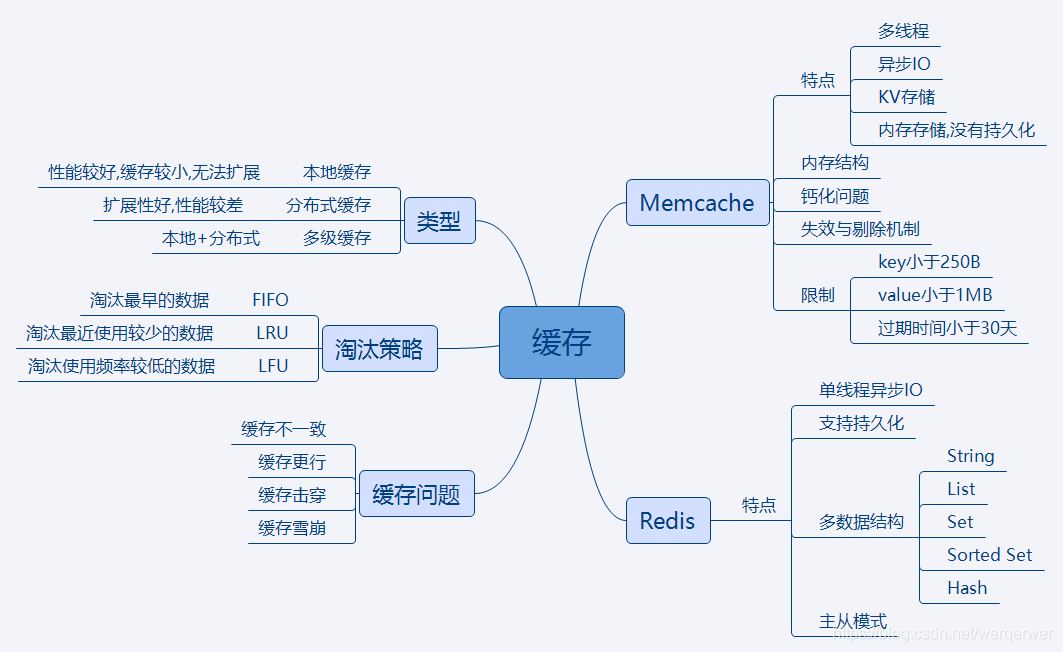 缓存
类型
性能较好,缓存较小,无法扩展 本地缓存
扩展性好,性能较差 分布式缓存
本地+分布式 多级缓存
淘汰策略
淘汰最早的数据 FIFO
淘汰最近使用较少的数据 LRU
淘汰使用频率较低的数据 LFU
缓存问题
缓存不一致
缓存更行
缓存击穿
缓存雪崩
Memcache
特点
多线程
异步IO
KV存储
内存存储,没有持久化
内存结构
钙化问题
失效与剔除机制
限制
key小于250B
value小于1MB
过期时间小于30天
Redis
特点
单线程异步IO
支持持久化
多数据结构
String
List
Set
Sorted Set
Hash
主从模式
https://blog.csdn.net/werqerwer